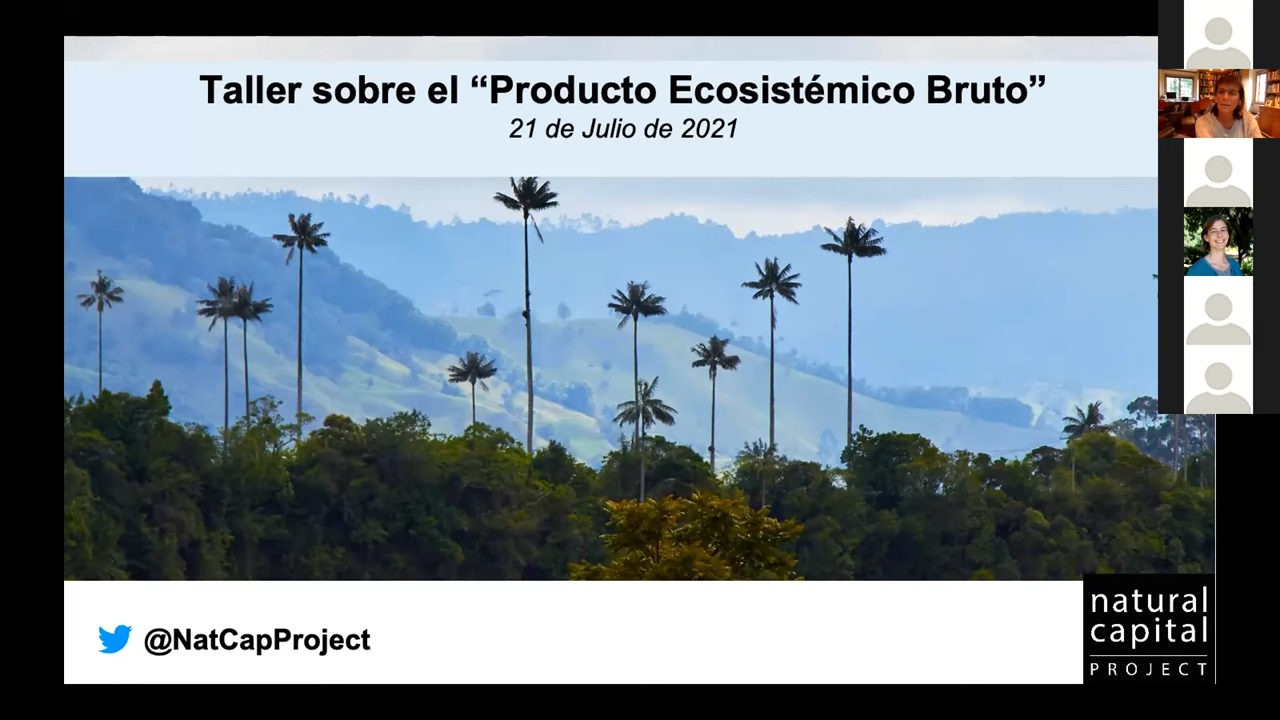 Taller sobre el “Producto Ecosistémico Bruto”
21 de Julio de 2021
@NatCapProject
natural
capital
PROJECT